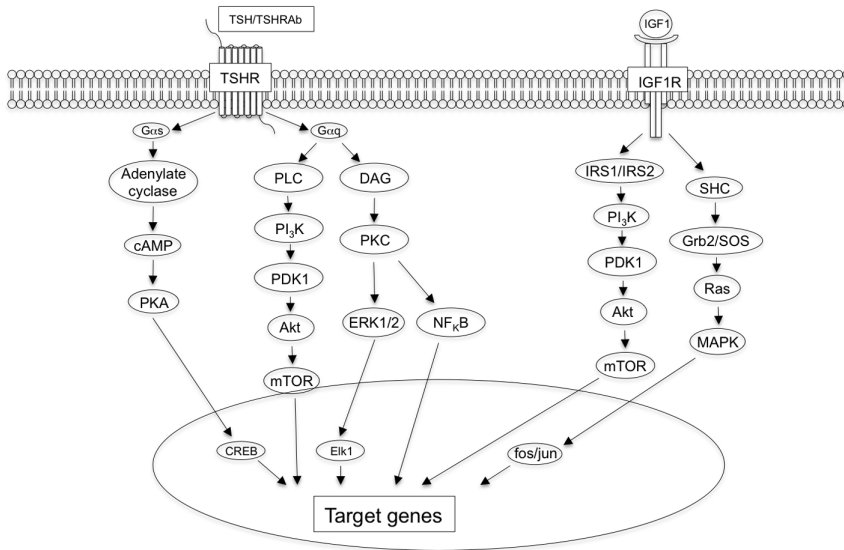 TSH/TSHRAb
IGF1
TSHR
IGF1R
Gαs
Gαq
Adenylate
cyclase
PLC
DAG
IRS1/IRS2
SHC
cAMP
PI₃K
PKC
PI₃K
Grb2/SOS
PKA
PDK1
PDK1
Ras
Akt
ERK1/2
NFκB
Akt
MAPK
mTOR
mTOR
CREB
Elk1
fos/jun
Target genes